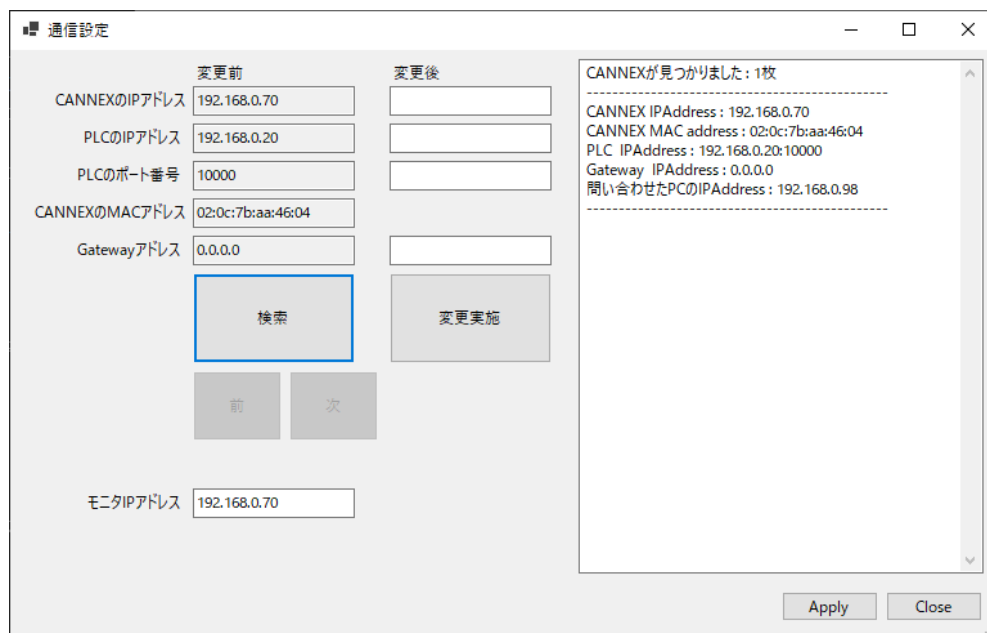 通信設定
変更前 変更後
CANNEXのIPアドレス 192.168.0.70
PLCのIPアドレス 192.168.0.20
PLCのポート番号 10000
CANNEXのMACアドレス 02:0c:7b:aa:46:04
Gatewayアドレス 0.0.0.0
検索 変更実施
前 次
モニタIPアドレス 192.168.0.70
CANNEXが見つかりました : 1枚
------------------------------------------------
CANNEX IPAddress : 192.168.0.70
CANNEX MAC address : 02:0c:7b:aa:46:04
PLC IPAddress : 192.168.0.20:10000
Gateway IPAddress : 0.0.0.0
問い合わせたPCのIPAddress : 192.168.0.98
------------------------------------------------
Apply Close